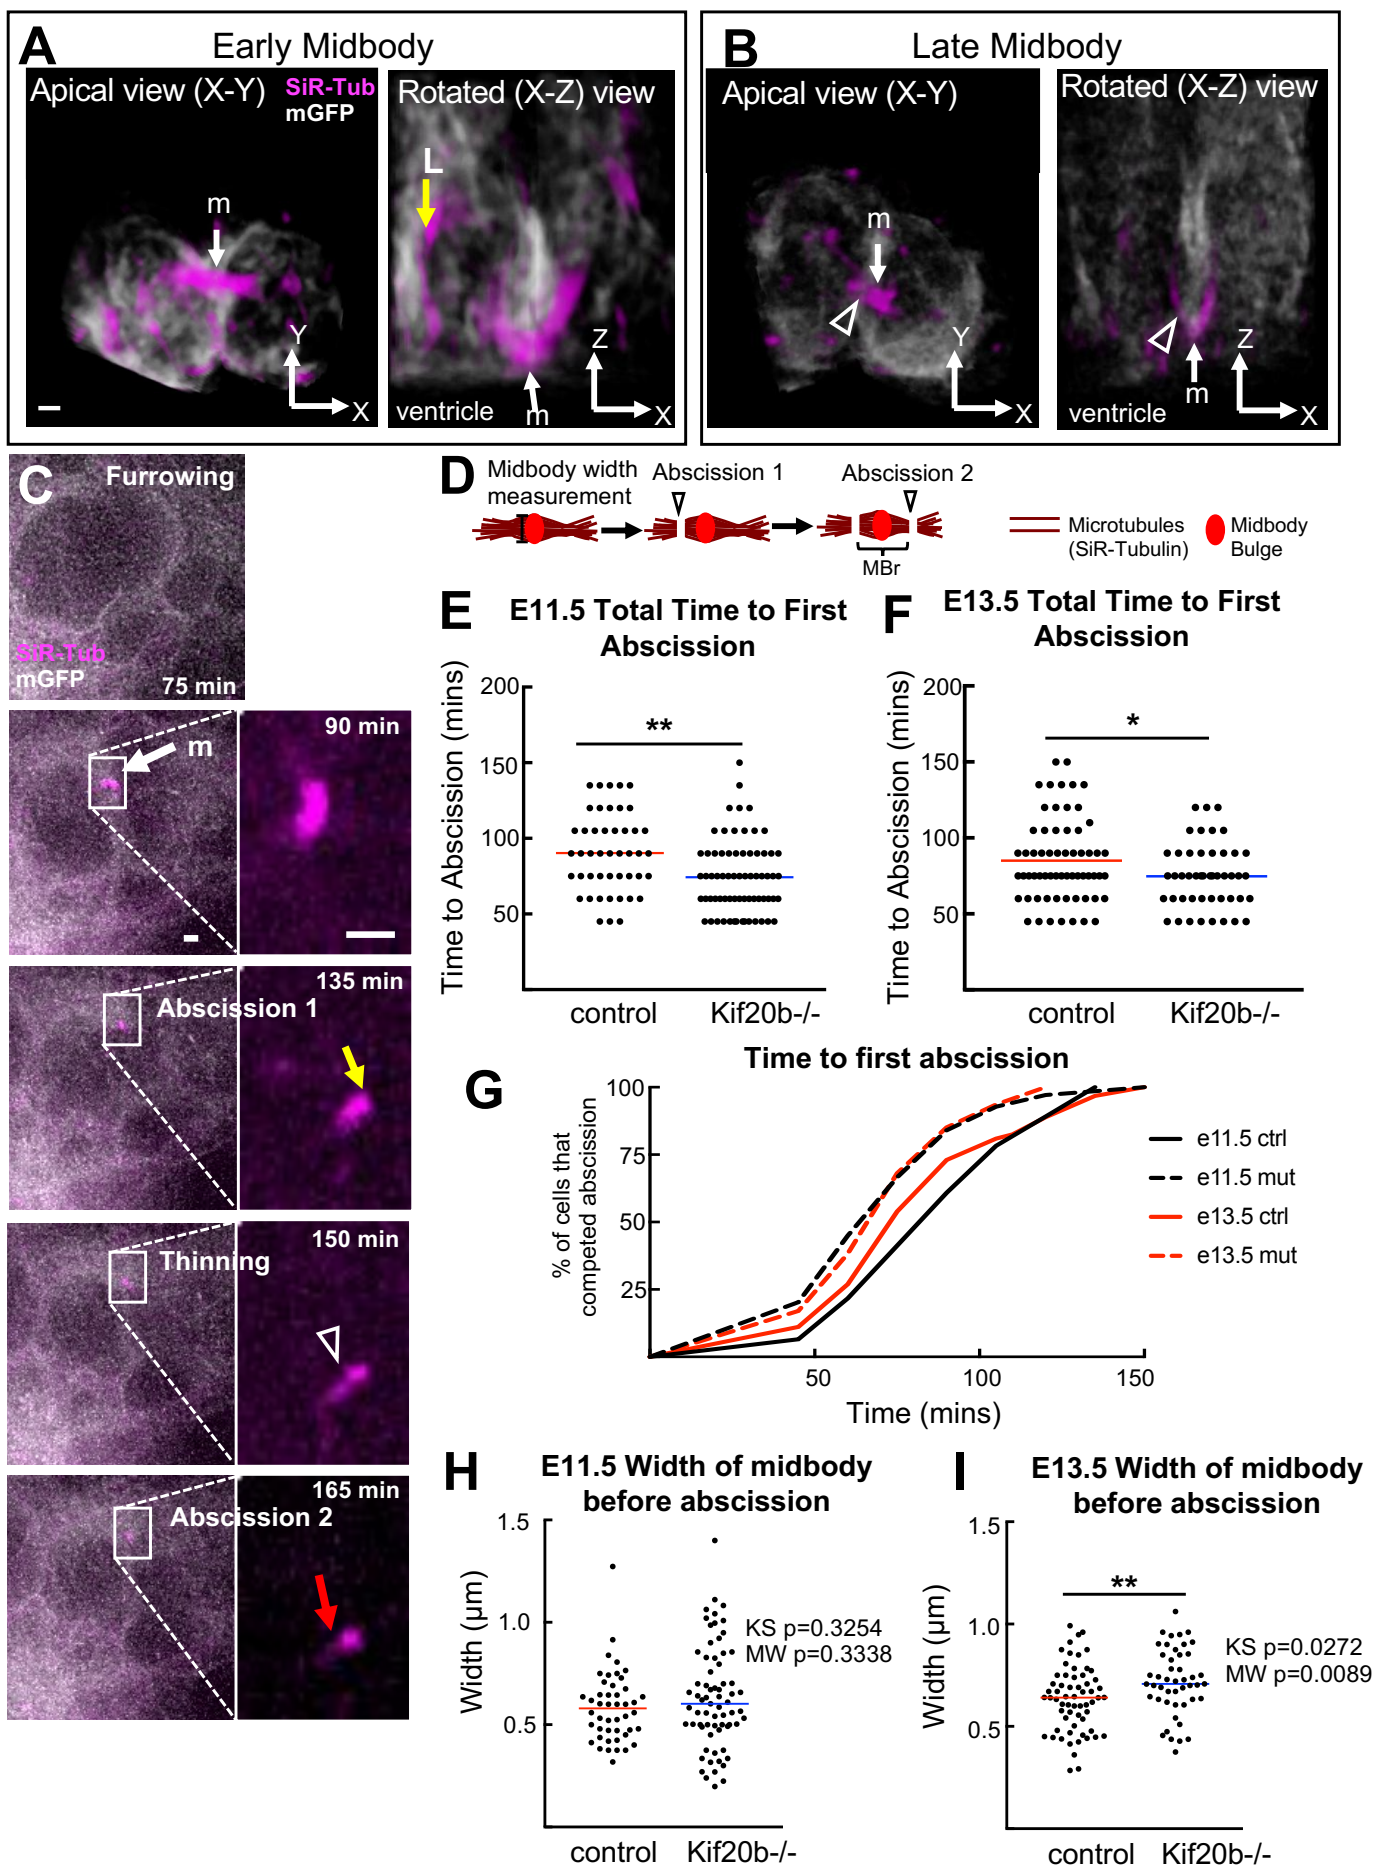 A
Early Midbody
Apical view (X-Y)
SiR-Tub
mGFP
m
Y
X
Rotated (X-Z) view
L
Z
ventricle
m
X
B
Late Midbody
Apical view (X-Y)
m
Y
X
Rotated (X-Z) view
Z
m
ventricle
X
C
Furrowing
SiR-Tub
mGFP
75 min
90 min
m
135 min
Abscission 1
150 min
Thinning
165 min
Abscission 2
D
Midbody width
measurement
Abscission 1
Abscission 2
MBr
Microtubules
(SiR-Tubulin)
Midbody
Bulge
E
E11.5 Total Time to First
Abscission
Time to Abscission (mins)
200
150
100
50
**
control
Kif20b-/-
F
E13.5 Total Time to First
Abscission
Time to Abscission (mins)
200
150
100
50
*
control
Kif20b-/-
G
Time to first abscission
% of cells that
competed abscission
100
75
50
25
50
100
150
Time (mins)
e11.5 ctrl
e11.5 mut
e13.5 ctrl
e13.5 mut
H
E11.5 Width of midbody
before abscission
Width (μm)
1.5
1.0
0.5
KS p=0.3254
MW p=0.3338
control
Kif20b-/-
I
E13.5 Width of midbody
before abscission
Width (μm)
1.5
1.0
0.5
**
KS p=0.0272
MW p=0.0089
control
Kif20b-/-